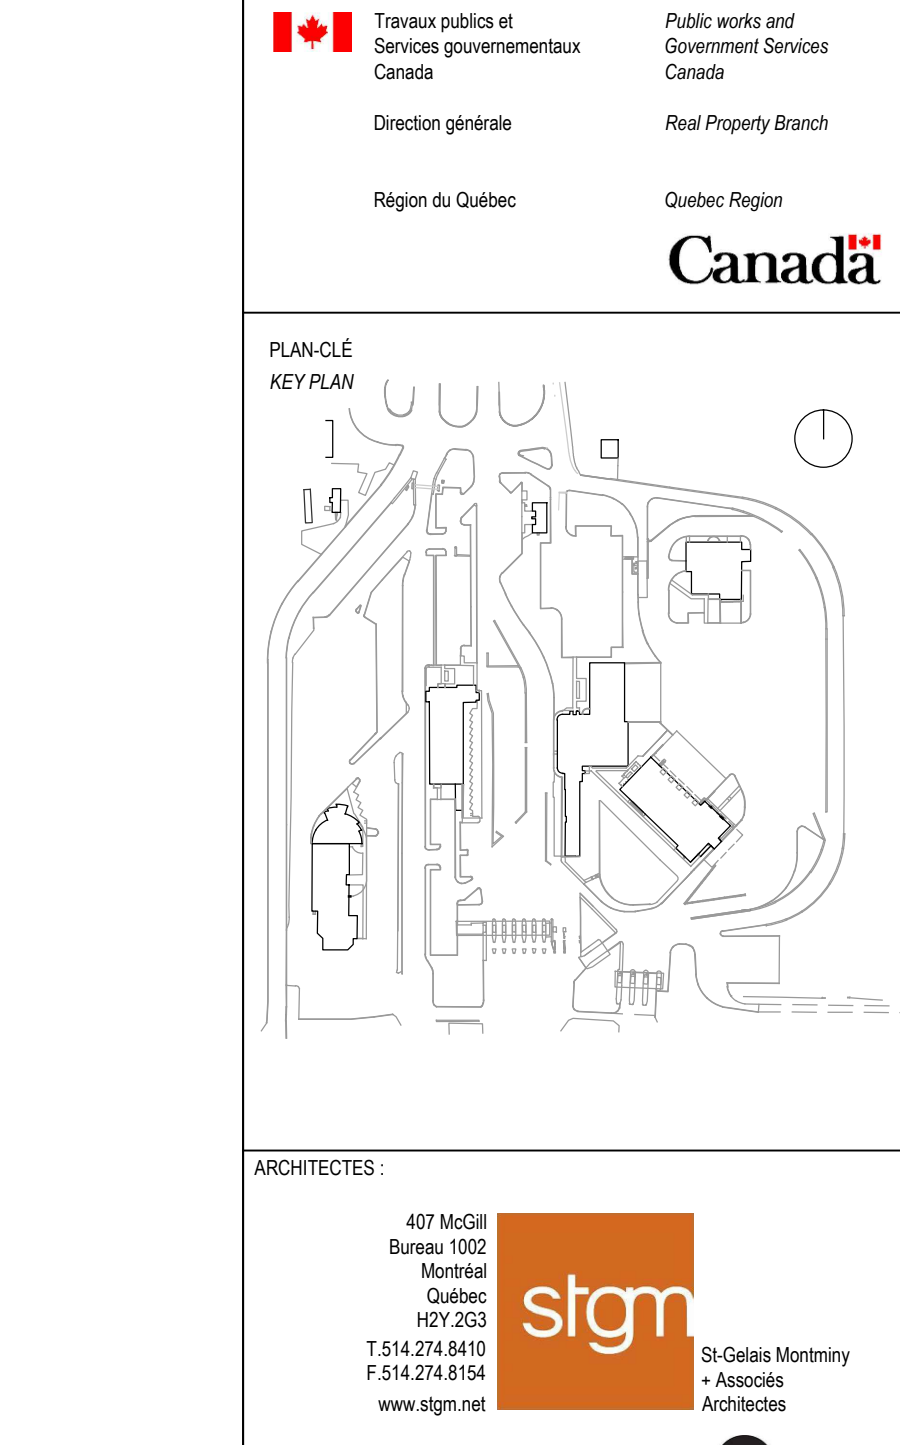 Travaux publics et
Services gouvernementaux
Canada
Public works and
Government Services
Canada
Direction générale
Real Property Branch
Région du Québec
Quebec Region
Canada
PLAN-CLÉ
KEY PLAN
ARCHITECTES :
407 McGill
Bureau 1002
Montréal
Québec
H2Y.2G3
T.514.274.8410
F.514.274.8154
www.stgm.net
stgm
St-Gelais Montminy
+ Associés
Architectes